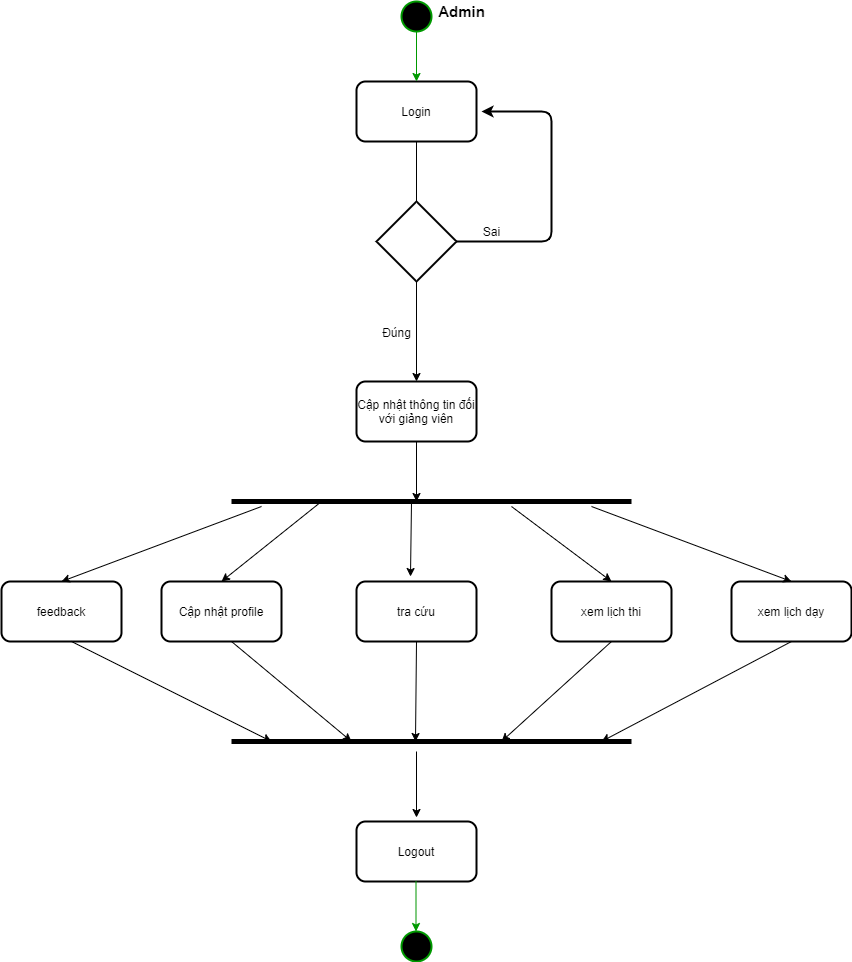 Admin
Login
Sai
Đúng
Cập nhật thông tin đối
với giảng viên
feedback
Cập nhật profile
tra cứu
xem lịch thi
xem lịch dạy
Logout